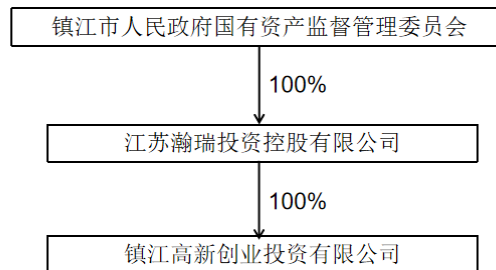 镇江市人民政府国有资产监督管理委员会
100%
江苏瀚瑞投资控股有限公司
100%
镇江高新创业投资有限公司